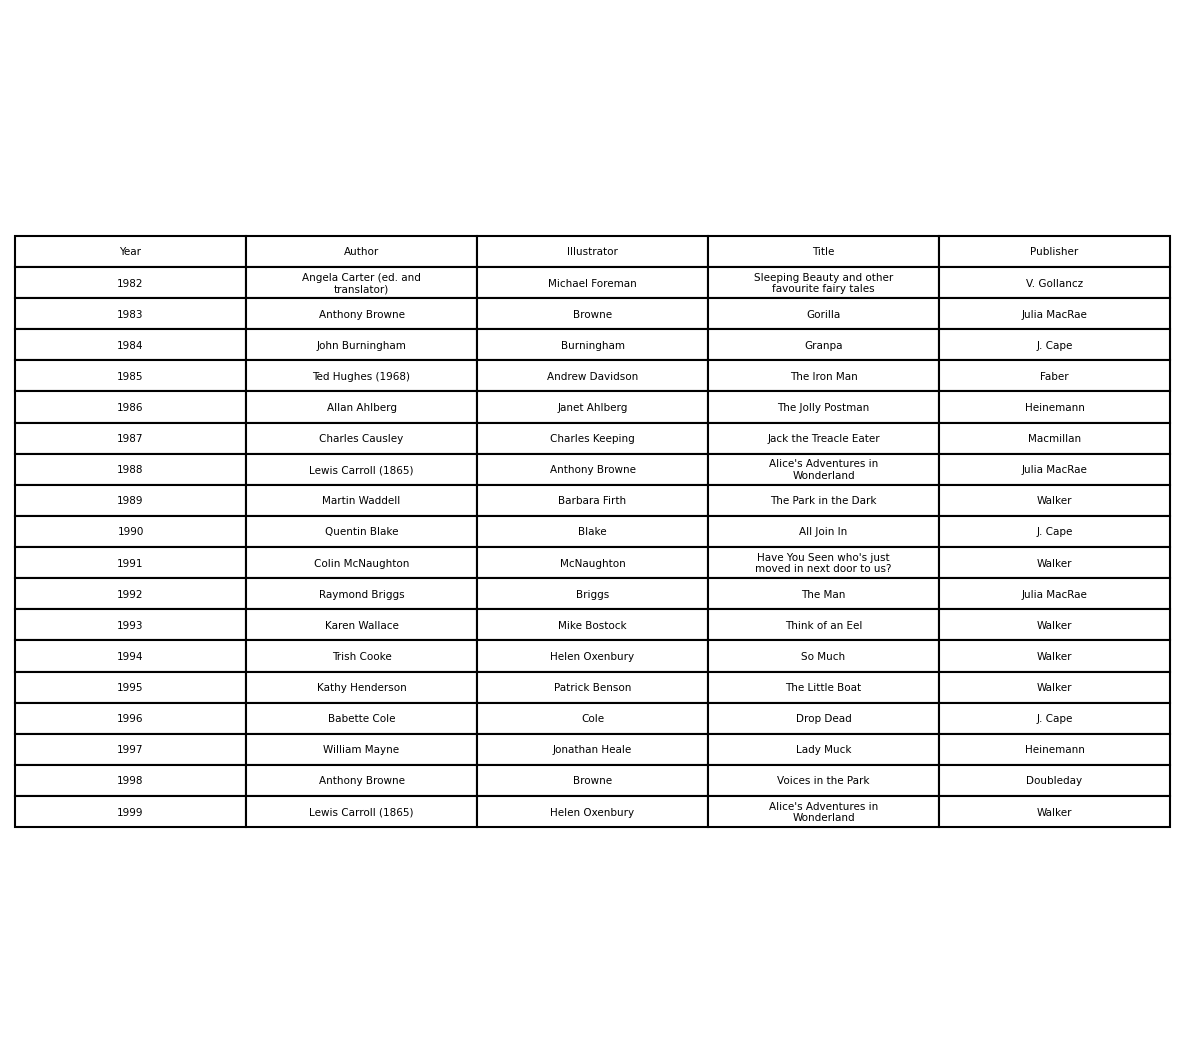 Year Author Illustrator Title Publisher
1982 Angela Carter (ed. and translator) Michael Foreman Sleeping Beauty and other favourite fairy tales V. Gollancz
1983 Anthony Browne Browne Gorilla Julia MacRae
1984 John Burningham Burningham Granpa J. Cape
1985 Ted Hughes (1968) Andrew Davidson The Iron Man Faber
1986 Allan Ahlberg Janet Ahlberg The Jolly Postman Heinemann
1987 Charles Causley Charles Keeping Jack the Treacle Eater Macmillan
1988 Lewis Carroll (1865) Anthony Browne Alice's Adventures in Wonderland Julia MacRae
1989 Martin Waddell Barbara Firth The Park in the Dark Walker
1990 Quentin Blake Blake All Join In J. Cape
1991 Colin McNaughton McNaughton Have You Seen who's just moved in next door to us? Walker
1992 Raymond Briggs Briggs The Man Julia MacRae
1993 Karen Wallace Mike Bostock Think of an Eel Walker
1994 Trish Cooke Helen Oxenbury So Much Walker
1995 Kathy Henderson Patrick Benson The Little Boat Walker
1996 Babette Cole Cole Drop Dead J. Cape
1997 William Mayne Jonathan Heale Lady Muck Heinemann
1998 Anthony Browne Browne Voices in the Park Doubleday
1999 Lewis Carroll (1865) Helen Oxenbury Alice's Adventures in Wonderland Walker